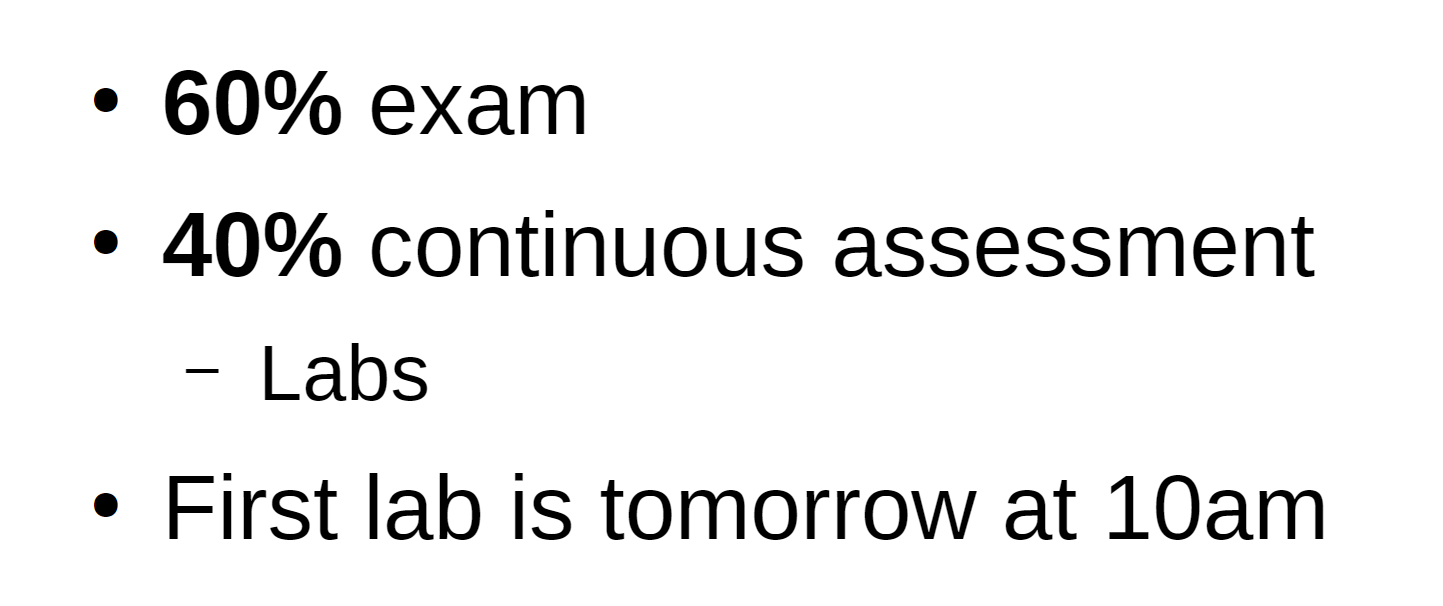 • 60% exam
• 40% continuous assessment
– Labs
• First lab is tomorrow at 10am